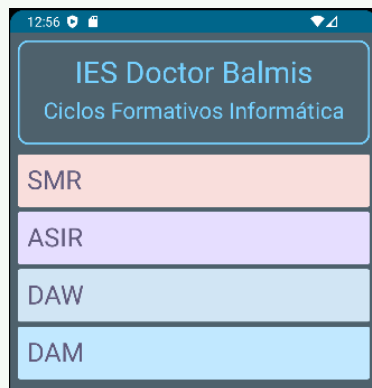 12:56
IES Doctor Balmis
Ciclos Formativos Informática
SMR
ASIR
DAW
DAM